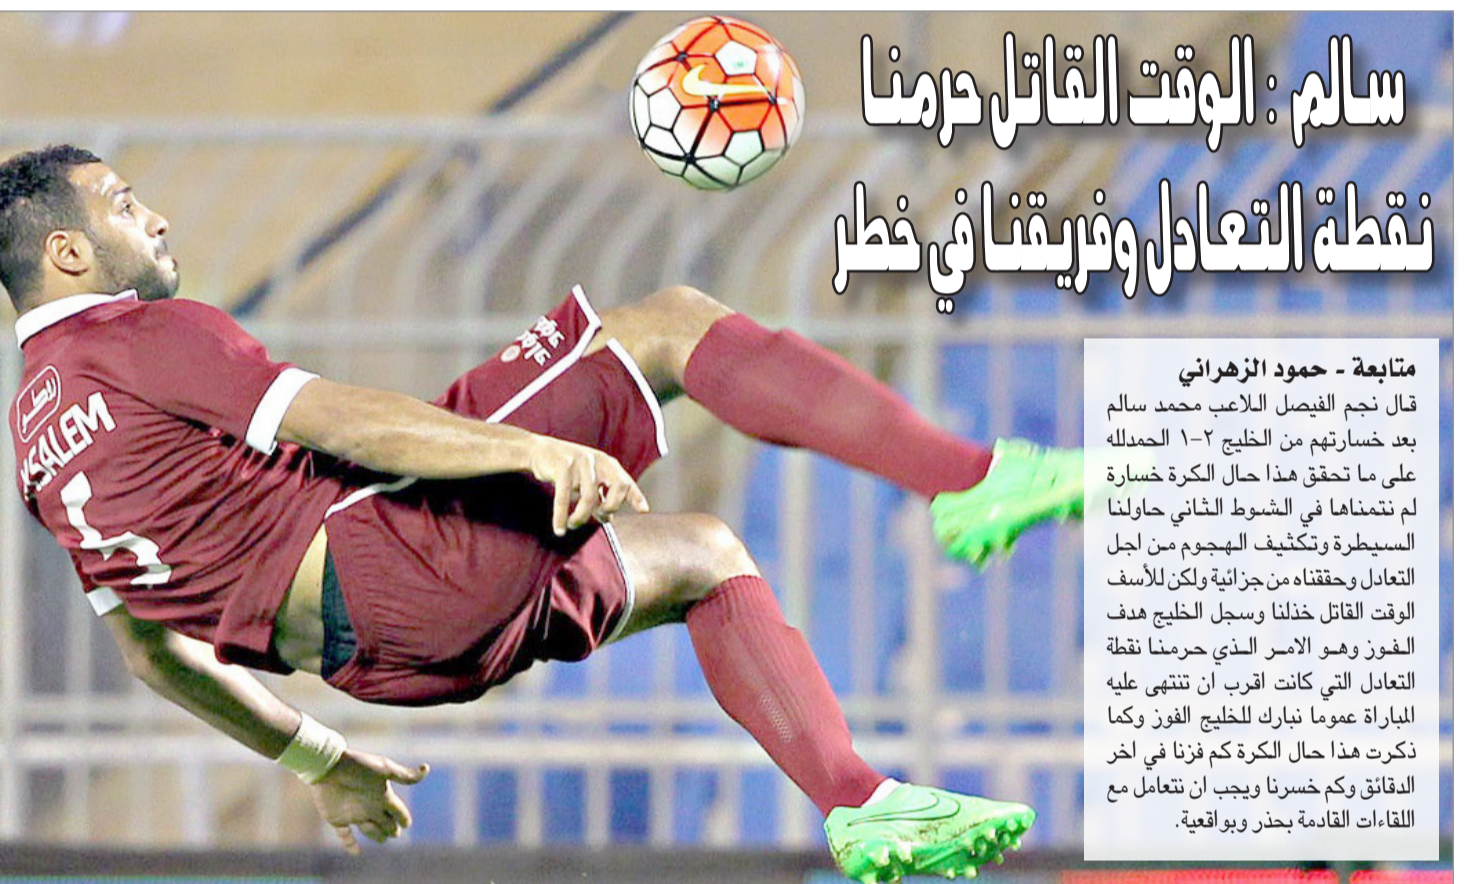 سالم : الوقت القاتل حرمنا
نقطة التعادل وفريقنا في خطر
متابعة - حمود الزهراني
قال نجم الفيصل اللاعب محمد سالم
بعد خسارتهم من الخليج ٢-١ الحمدلله
على ما تحقق هذا حال الكرة خسارة
لم نتمناها في الشوط الثاني حاولنا
السيطرة وتكثيف الهجوم من اجل
التعادل وحققناه من جزائية ولكن للأسف
الوقت القاتل خذلنا وسجل الخليج هدف
الفوز وهو الامر الذي حرمنا نقطة
التعادل التي كانت اقرب ان تنتهى عليه
المباراة عموما نبارك للخليج الفوز وكما
ذكرت هذا حال الكرة كم فزنا في اخر
الدقائق وكم خسرنا ويجب ان نتعامل مع
اللقاءات القادمة بحذر وبواقعية.
SALEM